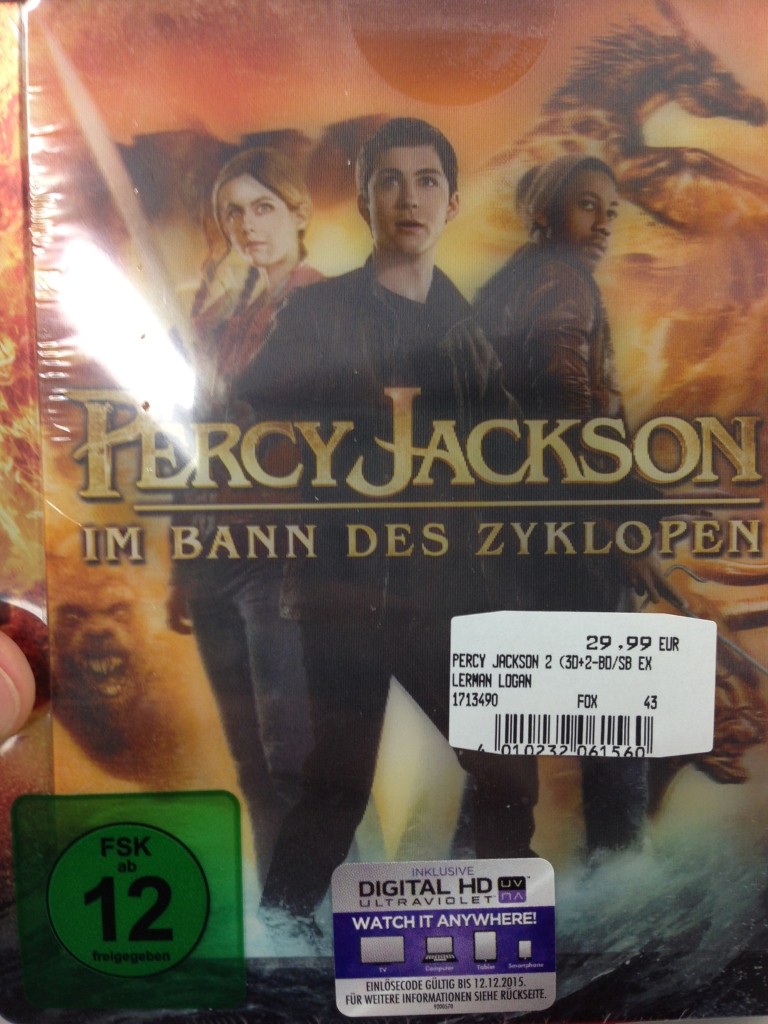 PERCY JACKSON
IM BANN DES ZYKLOPEN
29.99 EUR
PERCY JACKSON 2 (3D+2-BD/SB EX
LERMAN LOGAN
1713490 FOX 43
4 010232 061560
FSK
ab
12
freigegeben
INKLUSIVE
DIGITAL HD UV
ULTRAVIOLET
WATCH IT ANYWHERE!
TV Computer Tablet Smartphone
EINLÖSECODE GÜLTIG BIS 12.12.2015.
FÜR WEITERE INFORMATIONEN SIEHE RÜCKSEITE.